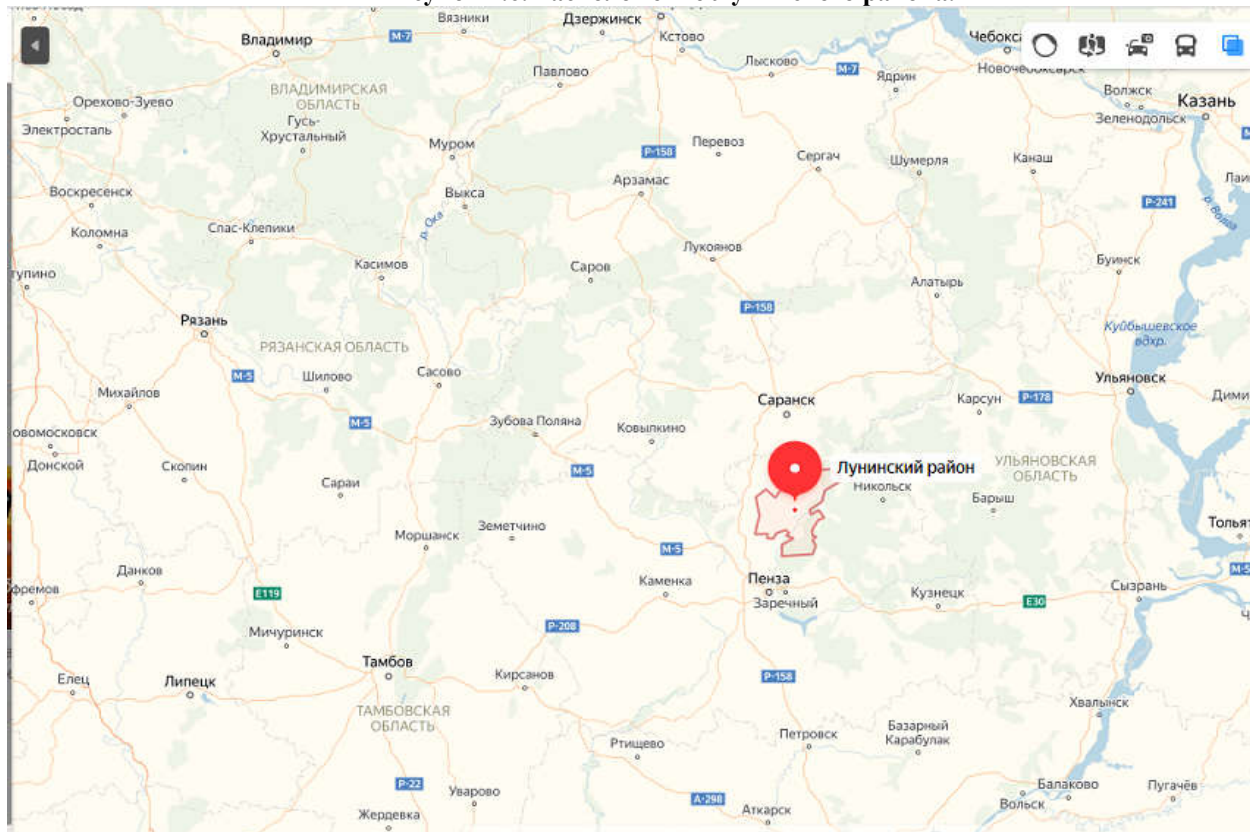 Вязники
Дзержинск
Кстово
Владимир
М-7
Лысково
М-7
Ядрин
Новочебоксарск
Павлово
Волжск
Казань
Зеленодольск
ВЛАДИМИРСКАЯ
ОБЛАСТЬ
Орехово-Зуево
Электросталь
Гусь-
Хрустальный
Муром
Р-158
Перевоз
Сергач
Шумерля
Канаш
Арзамас
Воскресенск
Выкса
Р-241
р. Волга
р. Ока
Коломна
Спас-Клепики
Лукоянов
Касимов
Саров
Буинск
Алатырь
Р-158
Рязань
Куйбышевское
вдхр.
РЯЗАНСКАЯ ОБЛАСТЬ
М-5
Шилово
Сасово
Ульяновск
Михайлов
Саранск
Карсун
Р-178
М-5
Зубова Поляна
Ковылкино
Донской
Скопин
М-5
Лунинский район
УЛЬЯНОВСКАЯ
ОБЛАСТЬ
Сараи
Никольск
Барыш
Моршанск
Земетчино
М-5
Данков
Каменка
Пенза
Заречный
Кузнецк
Е30
Сызрань
Е119
Мичуринск
Р-208
Тамбов
Елец
Липецк
Кирсанов
Р-158
ТАМБОВСКАЯ
ОБЛАСТЬ
Хвалынск
Ртищево
Петровск
Базарный
Карабулак
Р-22
Уварово
А-298
Балаково
Пугачёв
Вольск
Жердевка
Аткарск